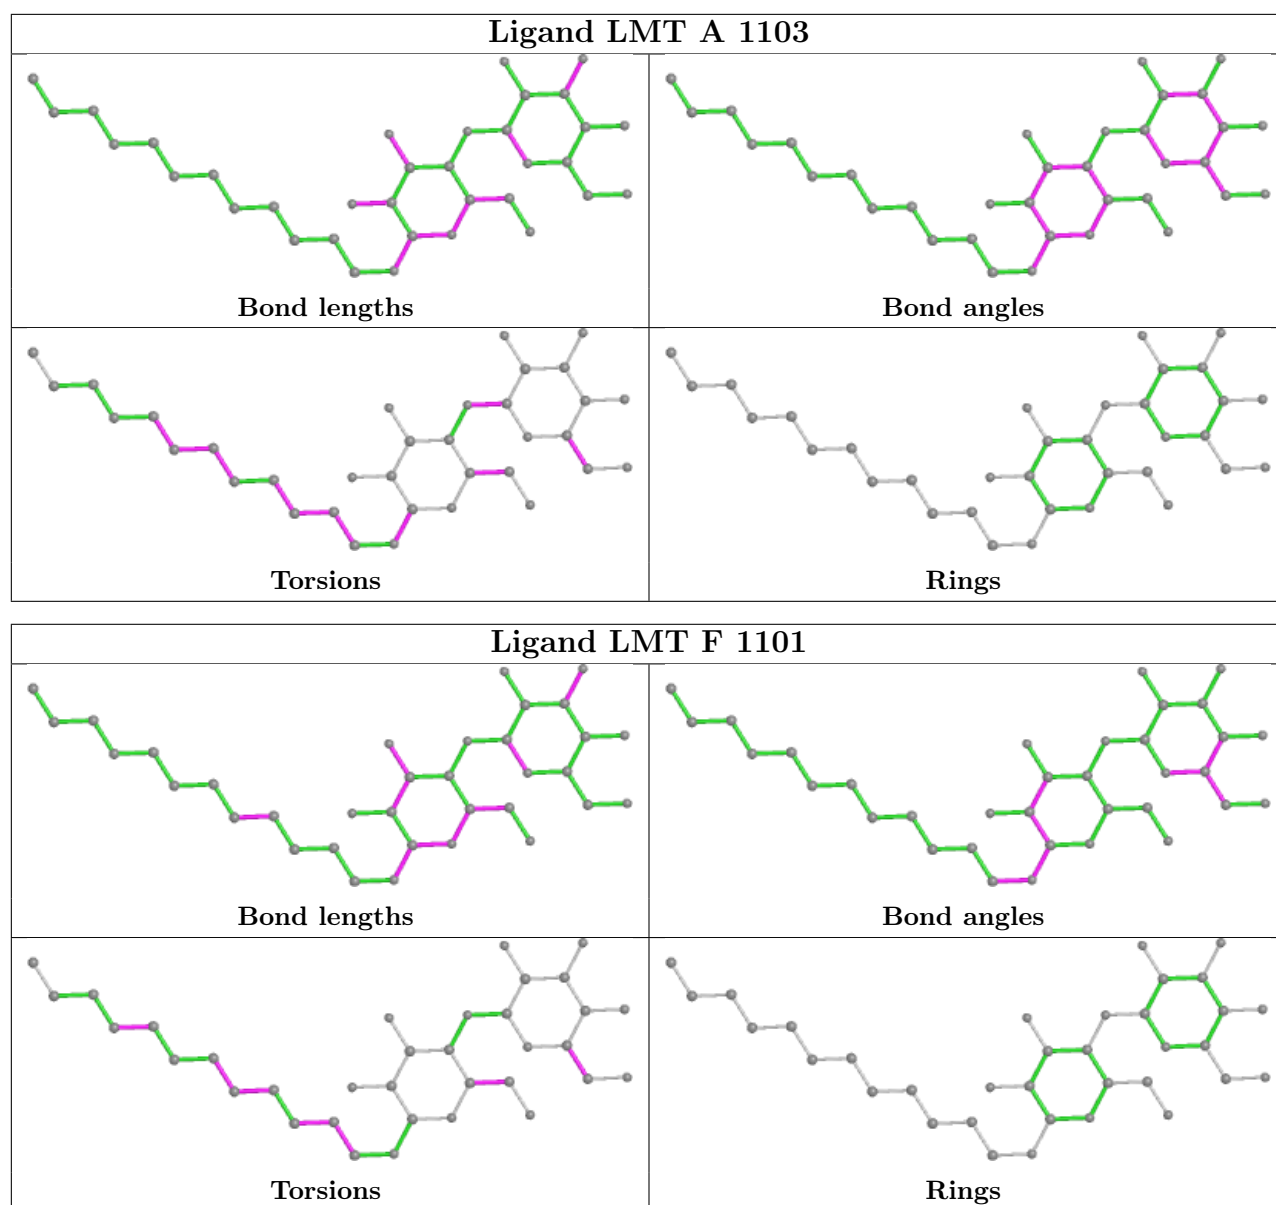 Ligand LMT A 1103
Bond lengths
Bond angles
Torsions
Rings
Ligand LMT F 1101
Bond lengths
Bond angles
Torsions
Rings